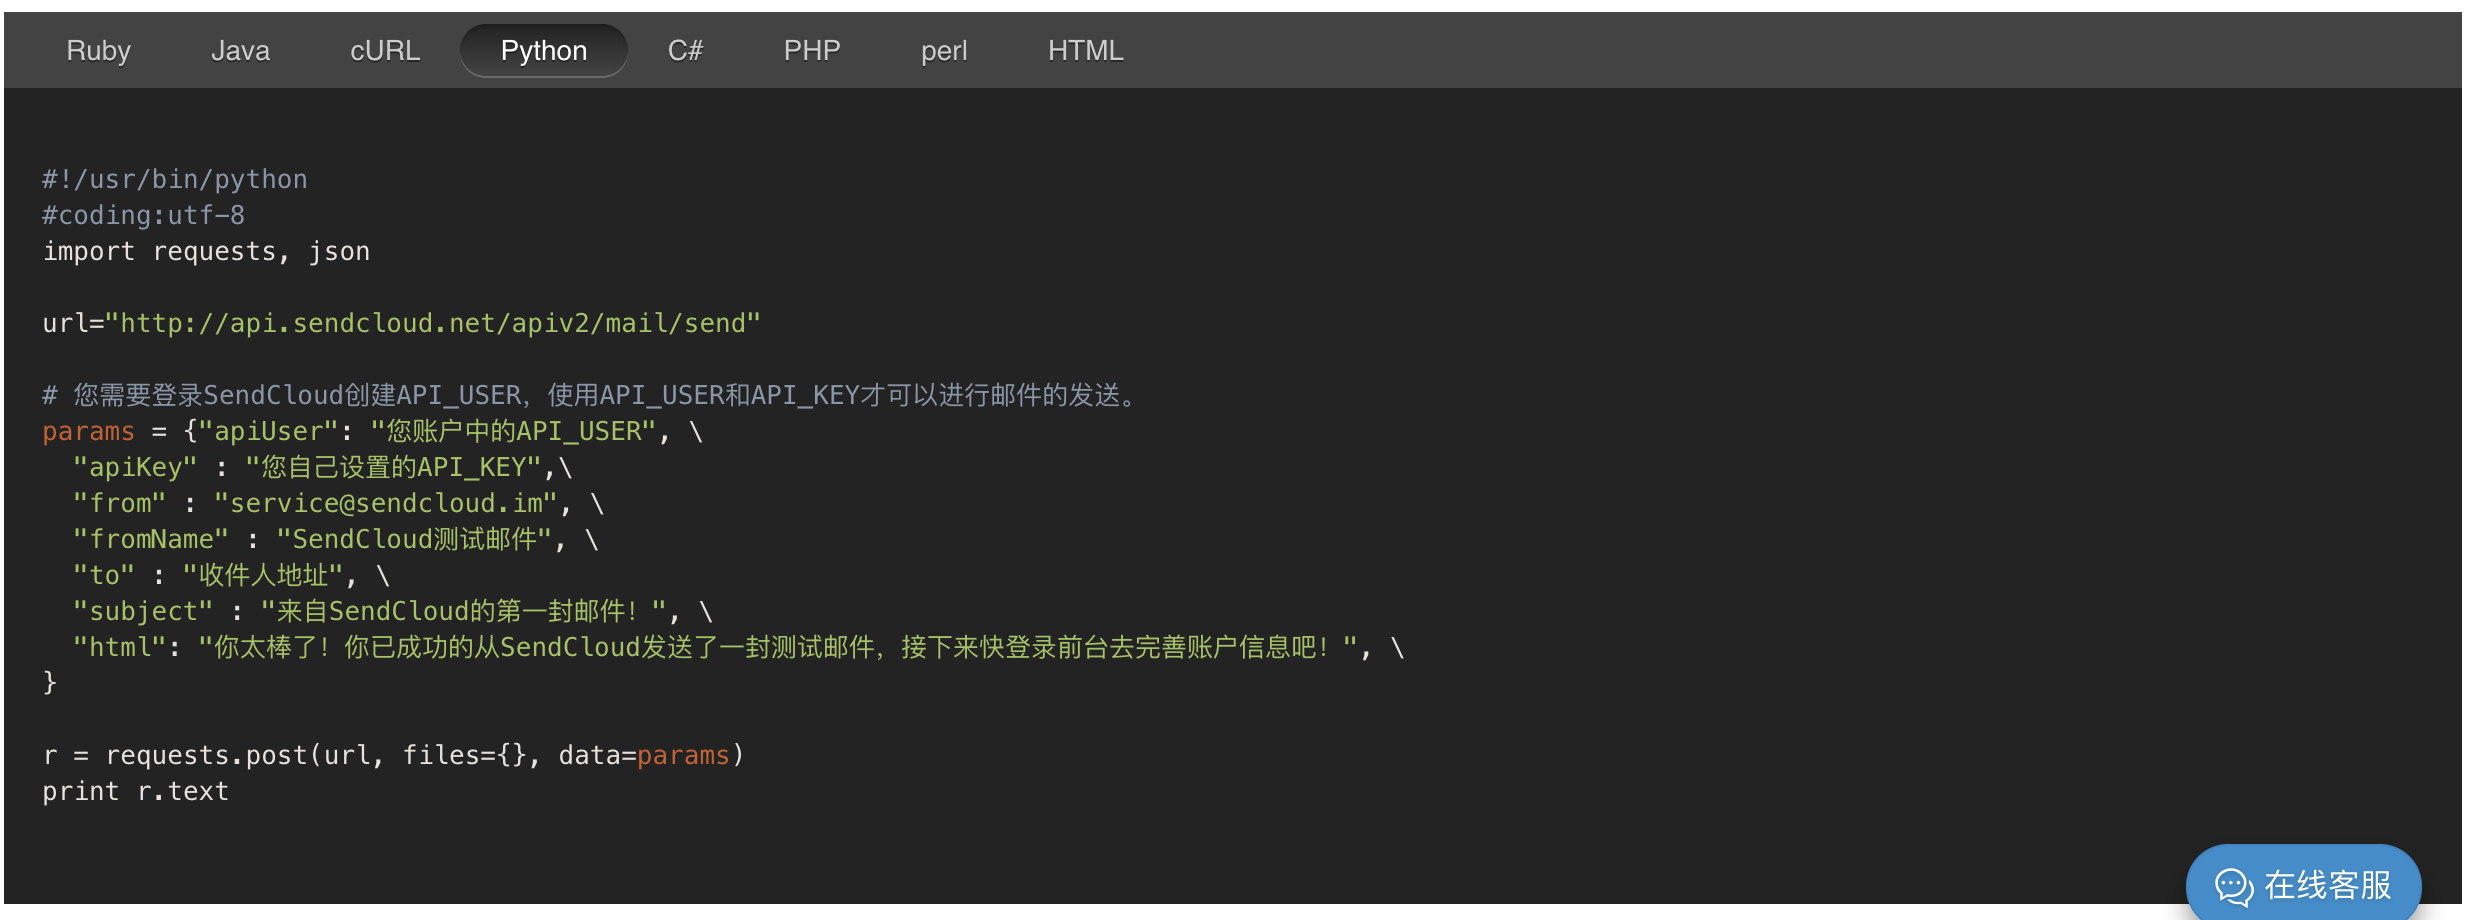 Ruby Java cURL Python C# PHP perl HTML
#!/usr/bin/python
#coding:utf-8
import requests, json
url="http://api.sendcloud.net/apiv2/mail/send"
# 您需要登录SendCloud创建API_USER，使用API_USER和API_KEY才可以进行邮件的发送。
params = {"apiUser": "您账户中的API_USER", \
"apiKey" : "您自己设置的API_KEY",\
"from" : "service@sendcloud.im", \
"fromName" : "SendCloud测试邮件", \
"to" : "收件人地址", \
"subject" : "来自SendCloud的第一封邮件！", \
"html": "你太棒了！你已成功的从SendCloud发送了一封测试邮件，接下来快登录前台去完善账户信息吧！", \
}
r = requests.post(url, files={}, data=params)
print r.text
在线客服